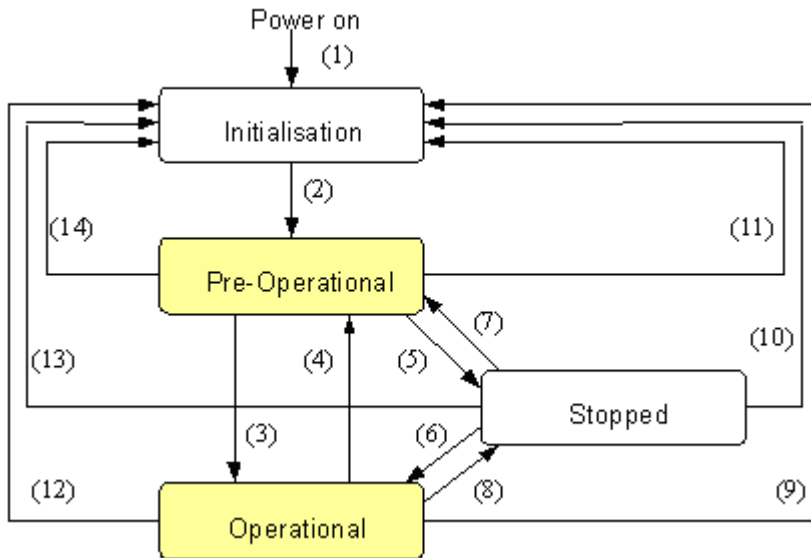 Power on
(1)
Initialisation
(2)
(14)
(11)
Pre-Operational
(7)
(13)
(4)
(5)
(10)
Stopped
(3)
(6)
(12)
(8)
(9)
Operational